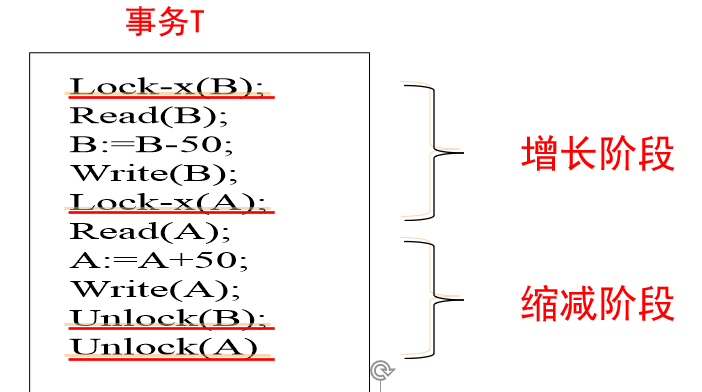 事务T
Lock-x(B);
Read(B);
B:=B-50;
Write(B);
Lock-x(A);
Read(A);
A:=A+50;
Write(A);
Unlock(B);
Unlock(A)
增长阶段
缩减阶段